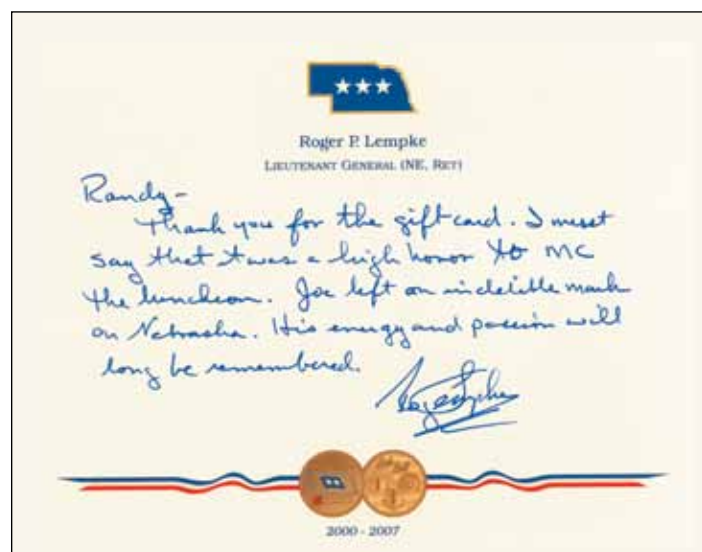 Roger P. Lempke
LIEUTENANT GENERAL (NE, RET)
Randy-
Thank you for the gift card. I must
say that it was a high honor to MC
the luncheon. Joe left an indelible mark
on Nebraska. His energy and passion will
long be remembered.
2000 - 2007